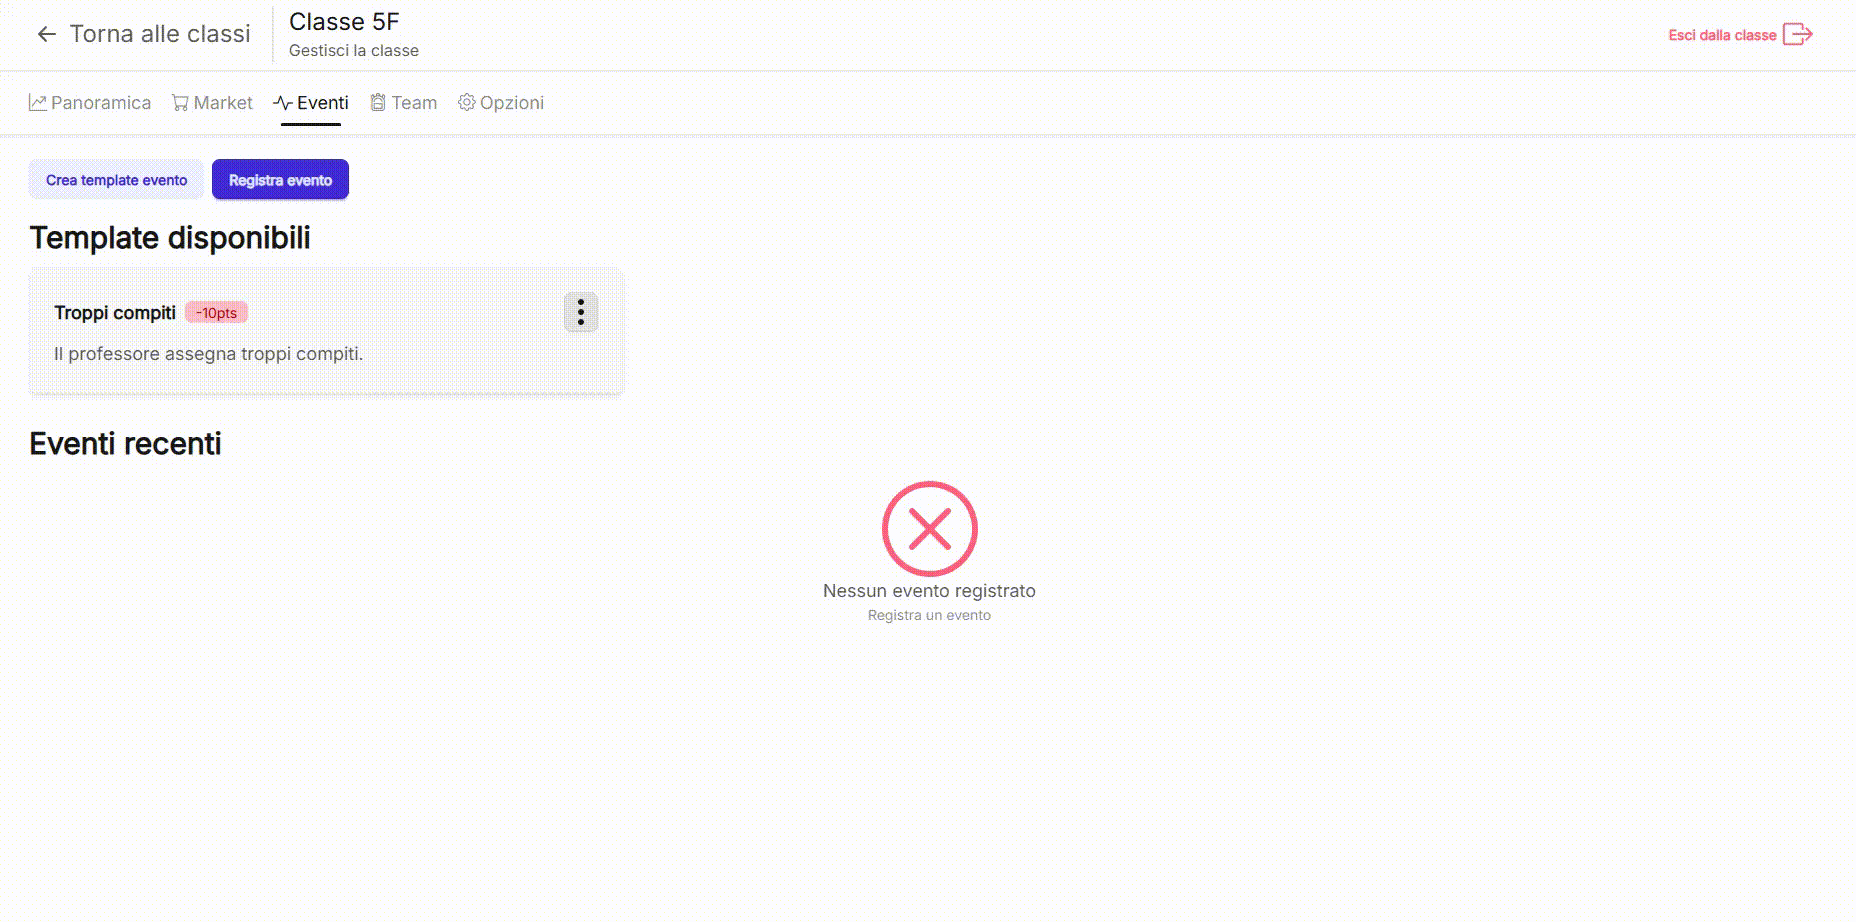 Torna alle classi
Classe 5F
Gestisci la classe
Esci dalla classe
Panoramica
Market
Eventi
Team
Opzioni
Crea template evento
Registra evento
Template disponibili
Troppi compiti
-10pts
Il professore assegna troppi compiti.
Eventi recenti
Nessun evento registrato
Registra un evento